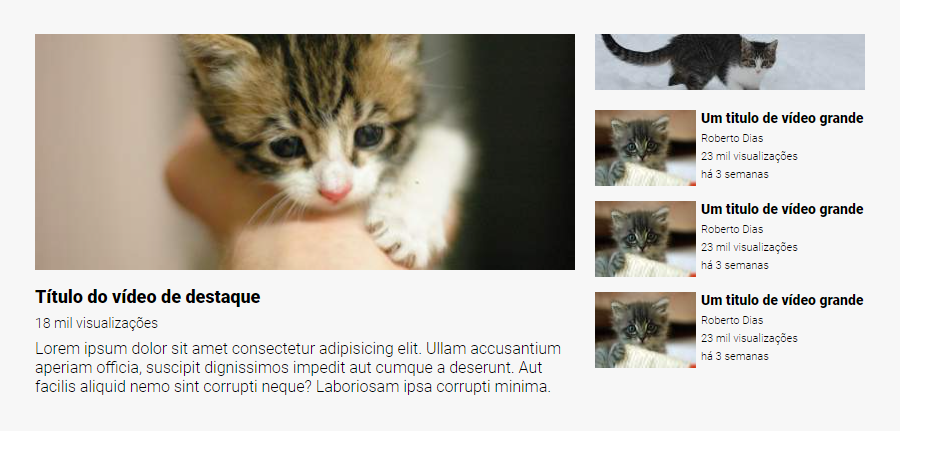 Título do vídeo de destaque
18 mil visualizações
Lorem ipsum dolor sit amet consectetur adipisicing elit. Ullam accusantium
aperiam officia, suscipit dignissimos impedit aut cumque a deserunt. Aut
facilis aliquid nemo sint corrupti neque? Laboriosam ipsa corrupti minima.
Um titulo de vídeo grande
Roberto Dias
23 mil visualizações
há 3 semanas
Um titulo de vídeo grande
Roberto Dias
23 mil visualizações
há 3 semanas
Um titulo de vídeo grande
Roberto Dias
23 mil visualizações
há 3 semanas